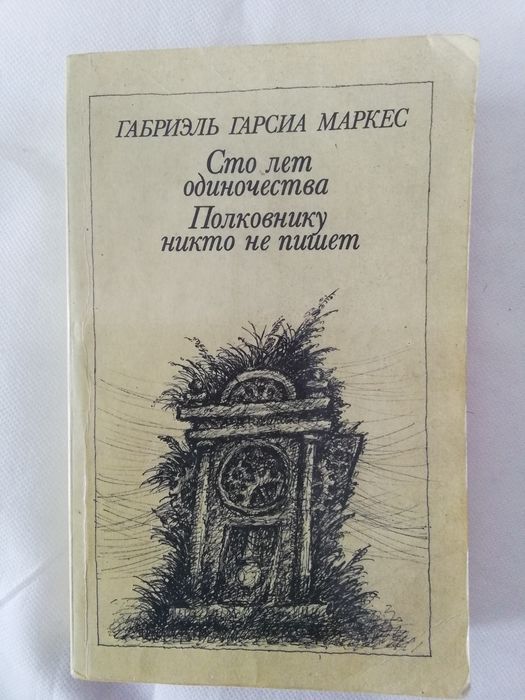 ГАБРИЭЛЬ ГАРСИА МАРКЕС
Сто лет
одиночества
Полковнику
никто не пишет